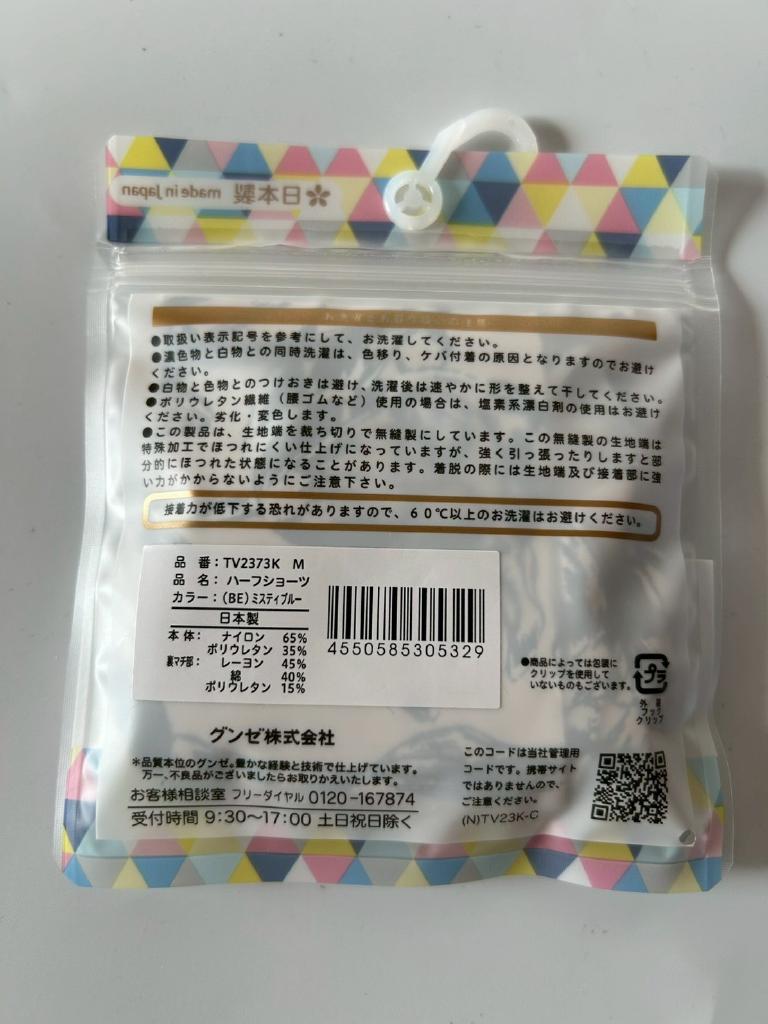 made in Japan 日本製
●取扱い表示記号を参考にして、お洗濯してください。
●濃色物と白物との同時洗濯は、色移り、ケバ付着の原因となりますのでお避け
ください。
●白物と色物とのつけおきは避け、洗濯後は速やかに形を整えて干してください。
●ポリウレタン繊維（腰ゴムなど）使用の場合は、塩素系漂白剤の使用はお避け
ください。劣化・変色します。
●この製品は、生地端を裁ち切りで無縫製にしています。この無縫製の生地端は
特殊加工でほつれにくい仕上げになっていますが、強く引っ張ったりしますと部
分的にほつれた状態になることがあります。着脱の際には生地端及び接着部に強
い力がかからないようにご注意下さい。
接着力が低下する恐れがありますので、60℃以上のお洗濯はお避けください。
品 番：TV2373K M
品 名：ハーフショーツ
カラー：（BE）ミスティブルー
日本製
本体： ナイロン 65%
ポリウレタン 35%
裏マチ部： レーヨン 45%
綿 40%
ポリウレタン 15%
4550585305329
●商品によっては包装に
クリップを使用して
いないものもございます。
プラ
外装
フック
クリップ
グンゼ株式会社
＊品質本位のグンゼ。豊かな経験と技術で仕上げています。
万一、不良品がございましたらお取りかえいたします。
お客様相談室 フリーダイヤル 0120-167874
受付時間 9:30～17:00 土日祝日除く
このコードは当社管理用
コードです。携帯サイト
ではありませんので、
ご注意ください。
(N)TV23K-C